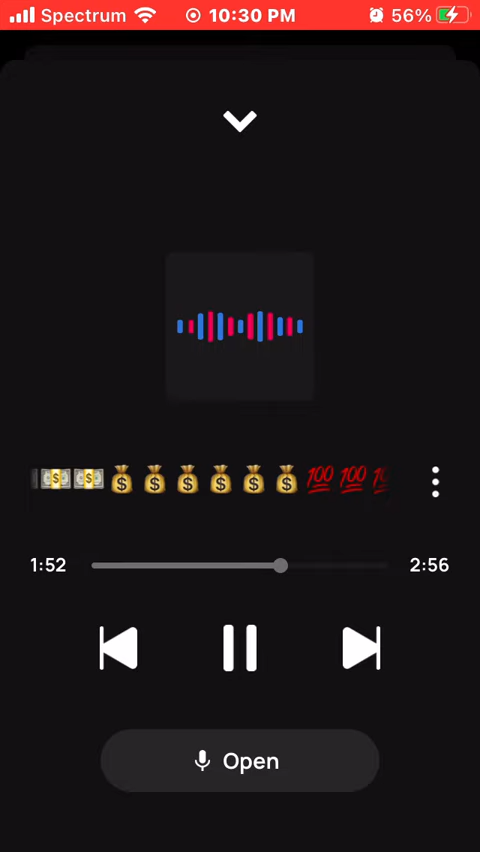 Spectrum 10:30 PM 56%
💵💵💰💰💰💰💰💰💯💯💯
1:52 2:56
Open